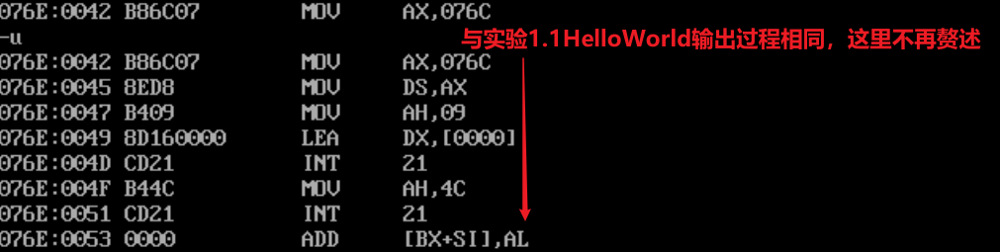 076E:0042 B86C07 MOV AX,076C
-u
与实验1.1HelloWorld输出过程相同，这里不再赘述
076E:0042 B86C07 MOV AX,076C
076E:0045 8ED8 MOV DS,AX
076E:0047 B409 MOV AH,09
076E:0049 8D160000 LEA DX,[0000]
076E:004D CD21 INT 21
076E:004F B44C MOV AH,4C
076E:0051 CD21 INT 21
076E:0053 0000 ADD [BX+SI],AL